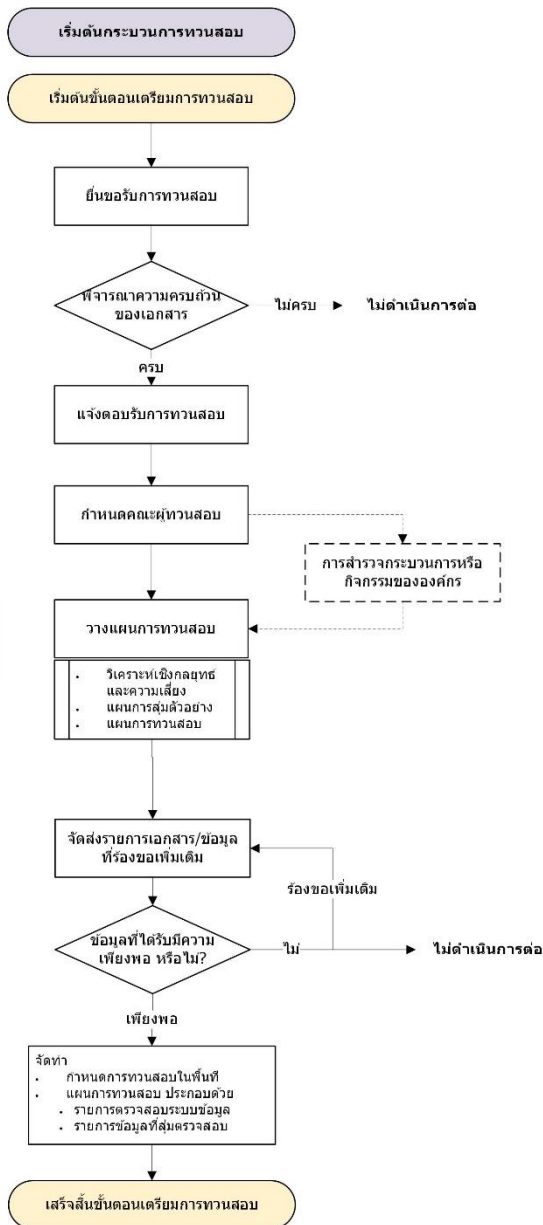 เริ่มต้นกระบวนการทวนสอบ
เริ่มต้นขั้นตอนเตรียมการทวนสอบ
ยื่นขอรับการทวนสอบ
พิจารณาความครบถ้วน
ของเอกสาร
ไม่ครบ
ไม่ดำเนินการต่อ
ครบ
แจ้งตอบรับการทวนสอบ
กำหนดคณะผู้ทวนสอบ
การสำรวจกระบวนการหรือ
กิจกรรมขององค์กร
วางแผนการทวนสอบ
• วิเคราะห์เชิงกลยุทธ์
และความเสี่ยง
• แผนการสุ่มตัวอย่าง
• แผนการทวนสอบ
จัดส่งรายการเอกสาร/ข้อมูล
ที่ร้องขอเพิ่มเติม
ร้องขอเพิ่มเติม
ข้อมูลที่ได้รับมีความ
เพียงพอ หรือไม่?
ไม่
ไม่ดำเนินการต่อ
เพียงพอ
จัดทำ
• กำหนดการทวนสอบในพื้นที่
• แผนการทวนสอบ ประกอบด้วย
• รายการตรวจสอบระบบข้อมูล
• รายการข้อมูลที่สุ่มตรวจสอบ
เสร็จสิ้นขั้นตอนเตรียมการทวนสอบ